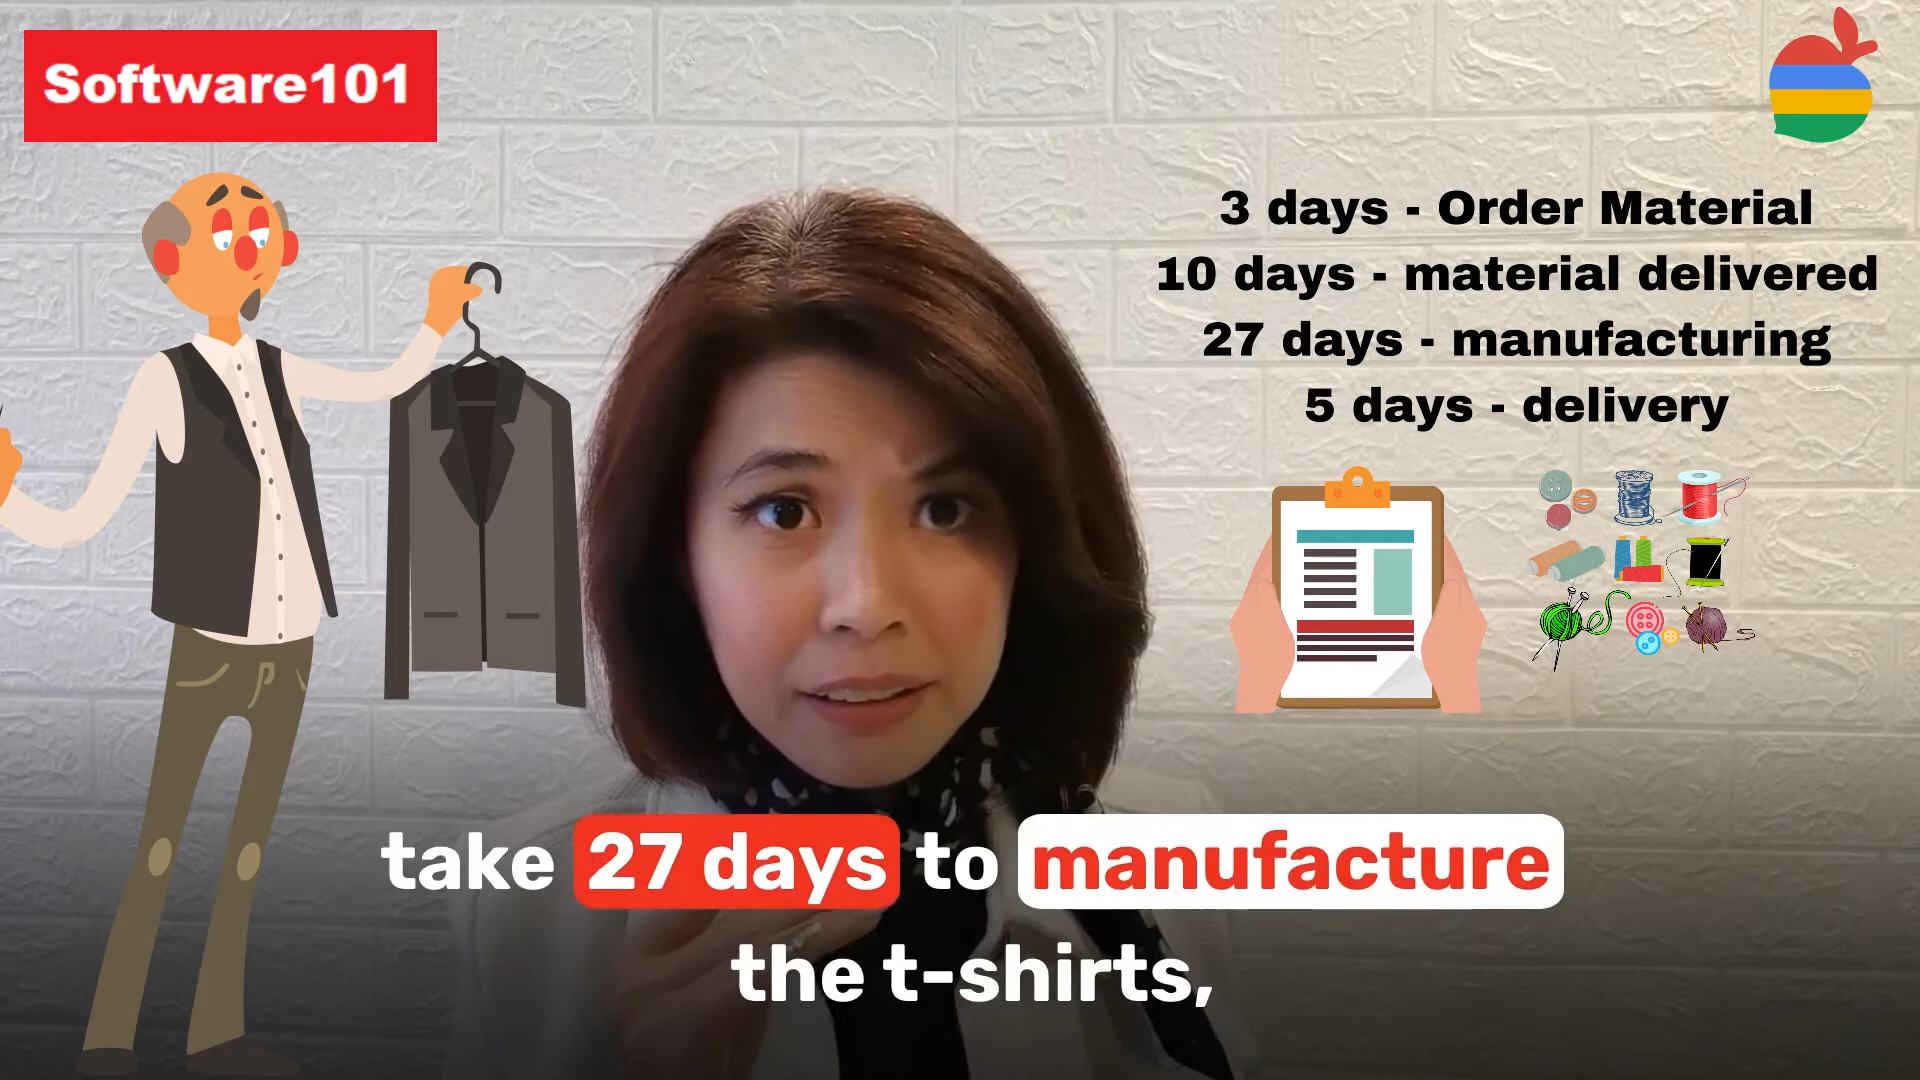 Software101
3 days - Order Material
10 days - material delivered
27 days - manufacturing
5 days - delivery
take 27 days to manufacture
the t-shirts,